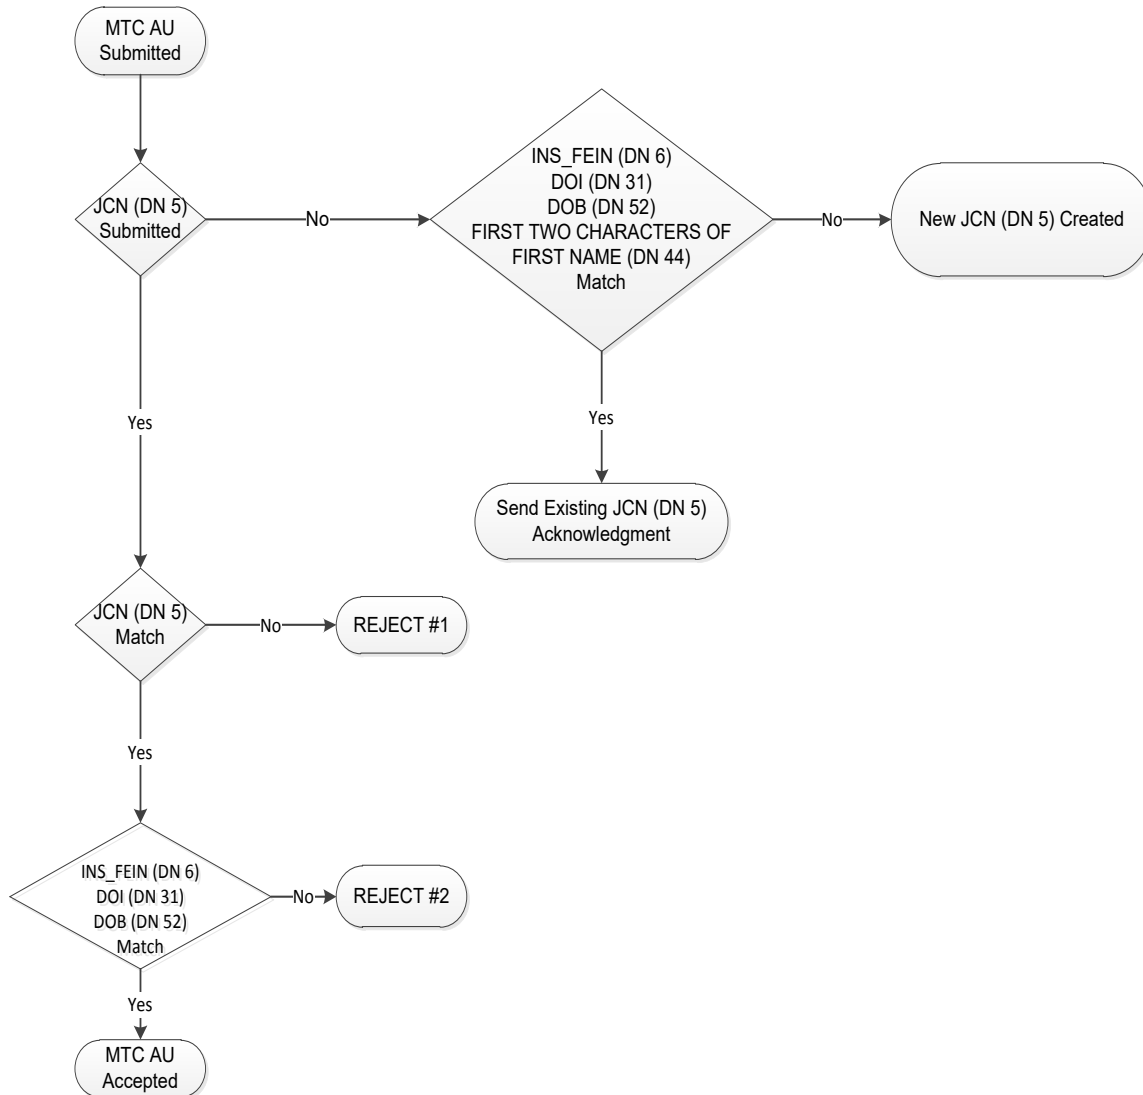 MTC AU
Submitted
JCN (DN 5)
Submitted
No
INS_FEIN (DN 6)
DOI (DN 31)
DOB (DN 52)
FIRST TWO CHARACTERS OF
FIRST NAME (DN 44)
Match
No
New JCN (DN 5) Created
Yes
Yes
Send Existing JCN (DN 5)
Acknowledgment
JCN (DN 5)
Match
No
REJECT #1
Yes
INS_FEIN (DN 6)
DOI (DN 31)
DOB (DN 52)
Match
No
REJECT #2
Yes
MTC AU
Accepted